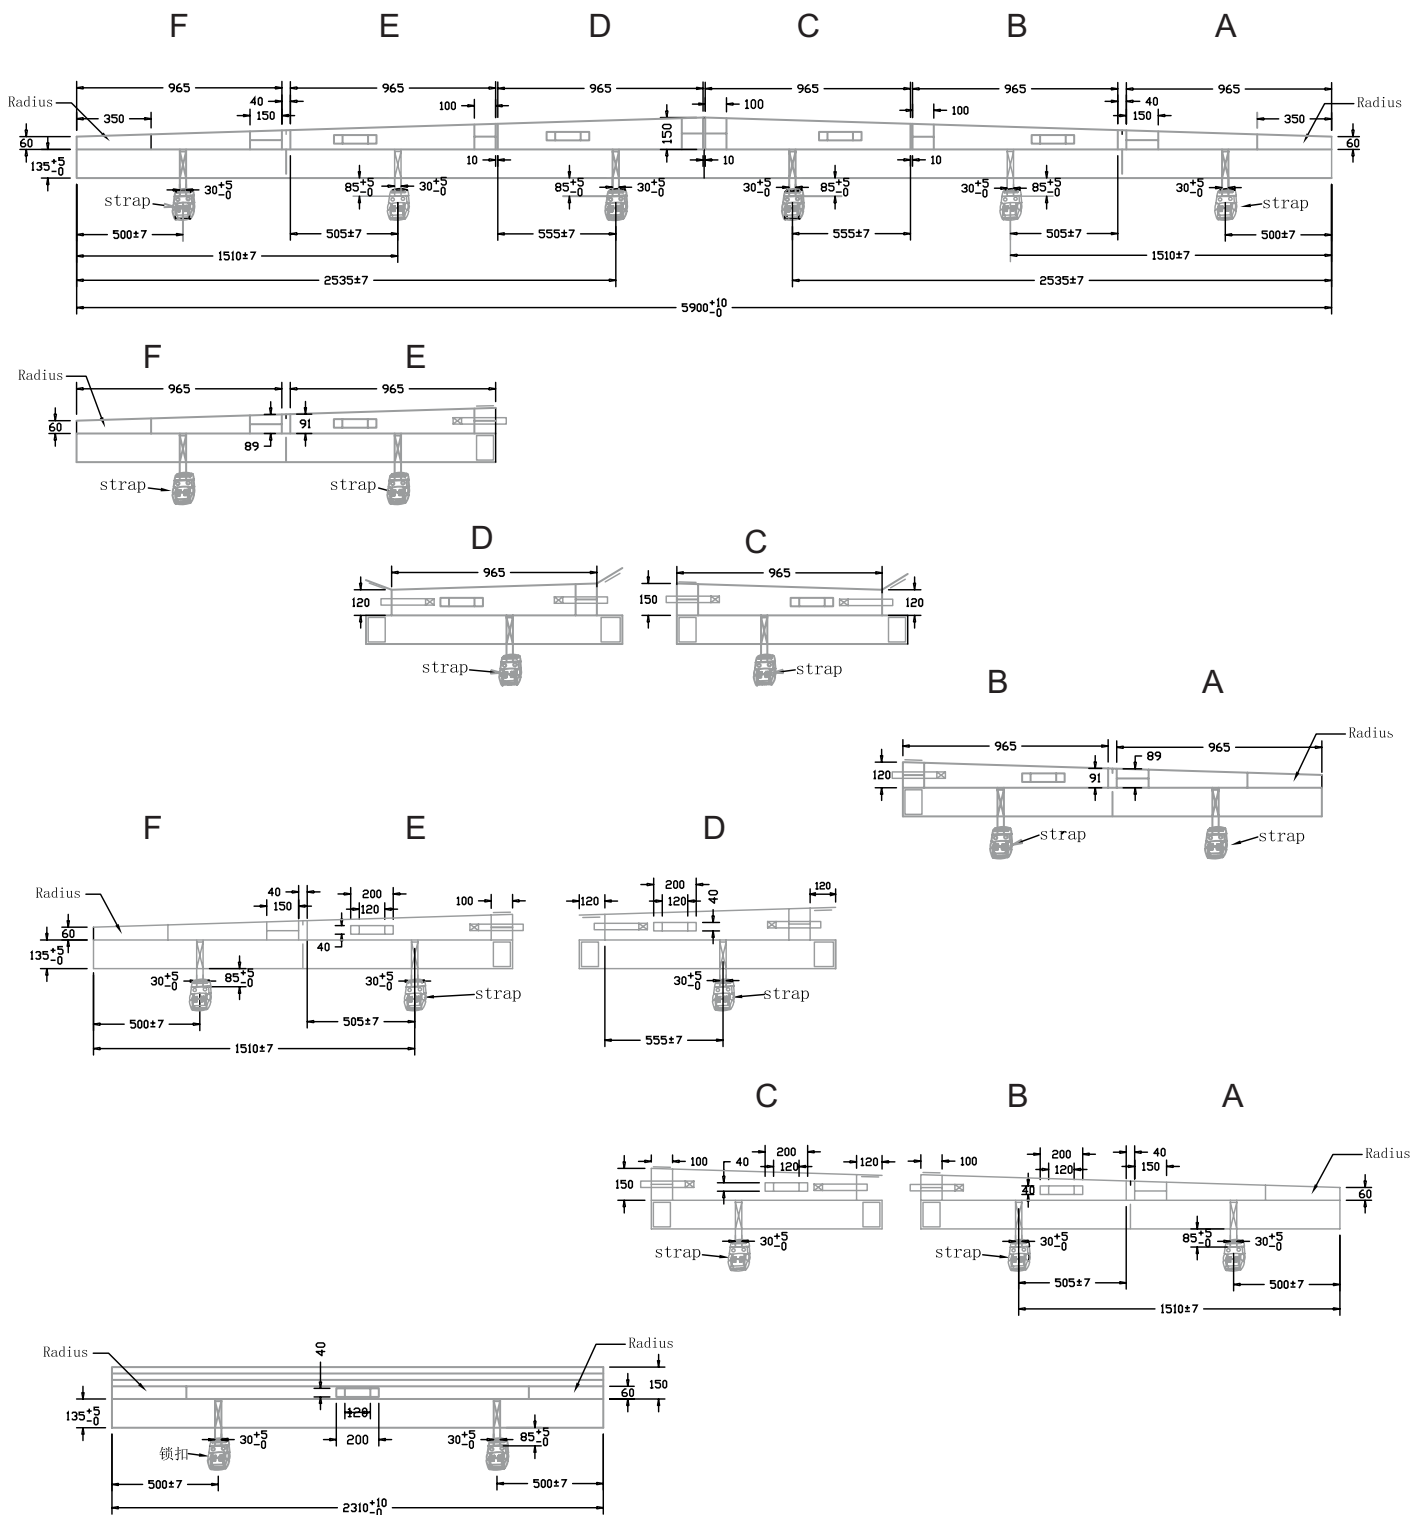 F E D C B A
965 965 965 965 965 965
Radius 40 100 100 100 40 Radius
350 150 150 350
60 150 60
135+5-0 10 10 10
30+5-0 85+5-0 30+5-0 85+5-0 30+5-0 30+5-0 85+5-0 30+5-0 85+5-0 30+5-0
strap strap
500±7 505±7 555±7 555±7 505±7 500±7
1510±7 1510±7
2535±7 2535±7
5900+10-0
F E
Radius 965 965
60 89 91
strap strap
D C
965 965
120 150 120
strap strap
B A
965 965 Radius
120 91 89
strap strap
F E D
Radius 40 200 100 120 200 40 120
150 120 120
60 40
135+5-0
30+5-0 85+5-0 30+5-0 30+5-0
strap strap
500±7 505±7 555±7
1510±7
C B A
100 40 200 120 100 200 40 Radius
120 120 150
150 40 60
strap 30+5-0 strap 30+5-0 85+5-0 30+5-0
505±7 500±7
1510±7
Radius 40 Radius
150
60
135+5-0 120
30+5-0 200 30+5-0 85+5-0
锁扣
500±7 500±7
2310+10-0